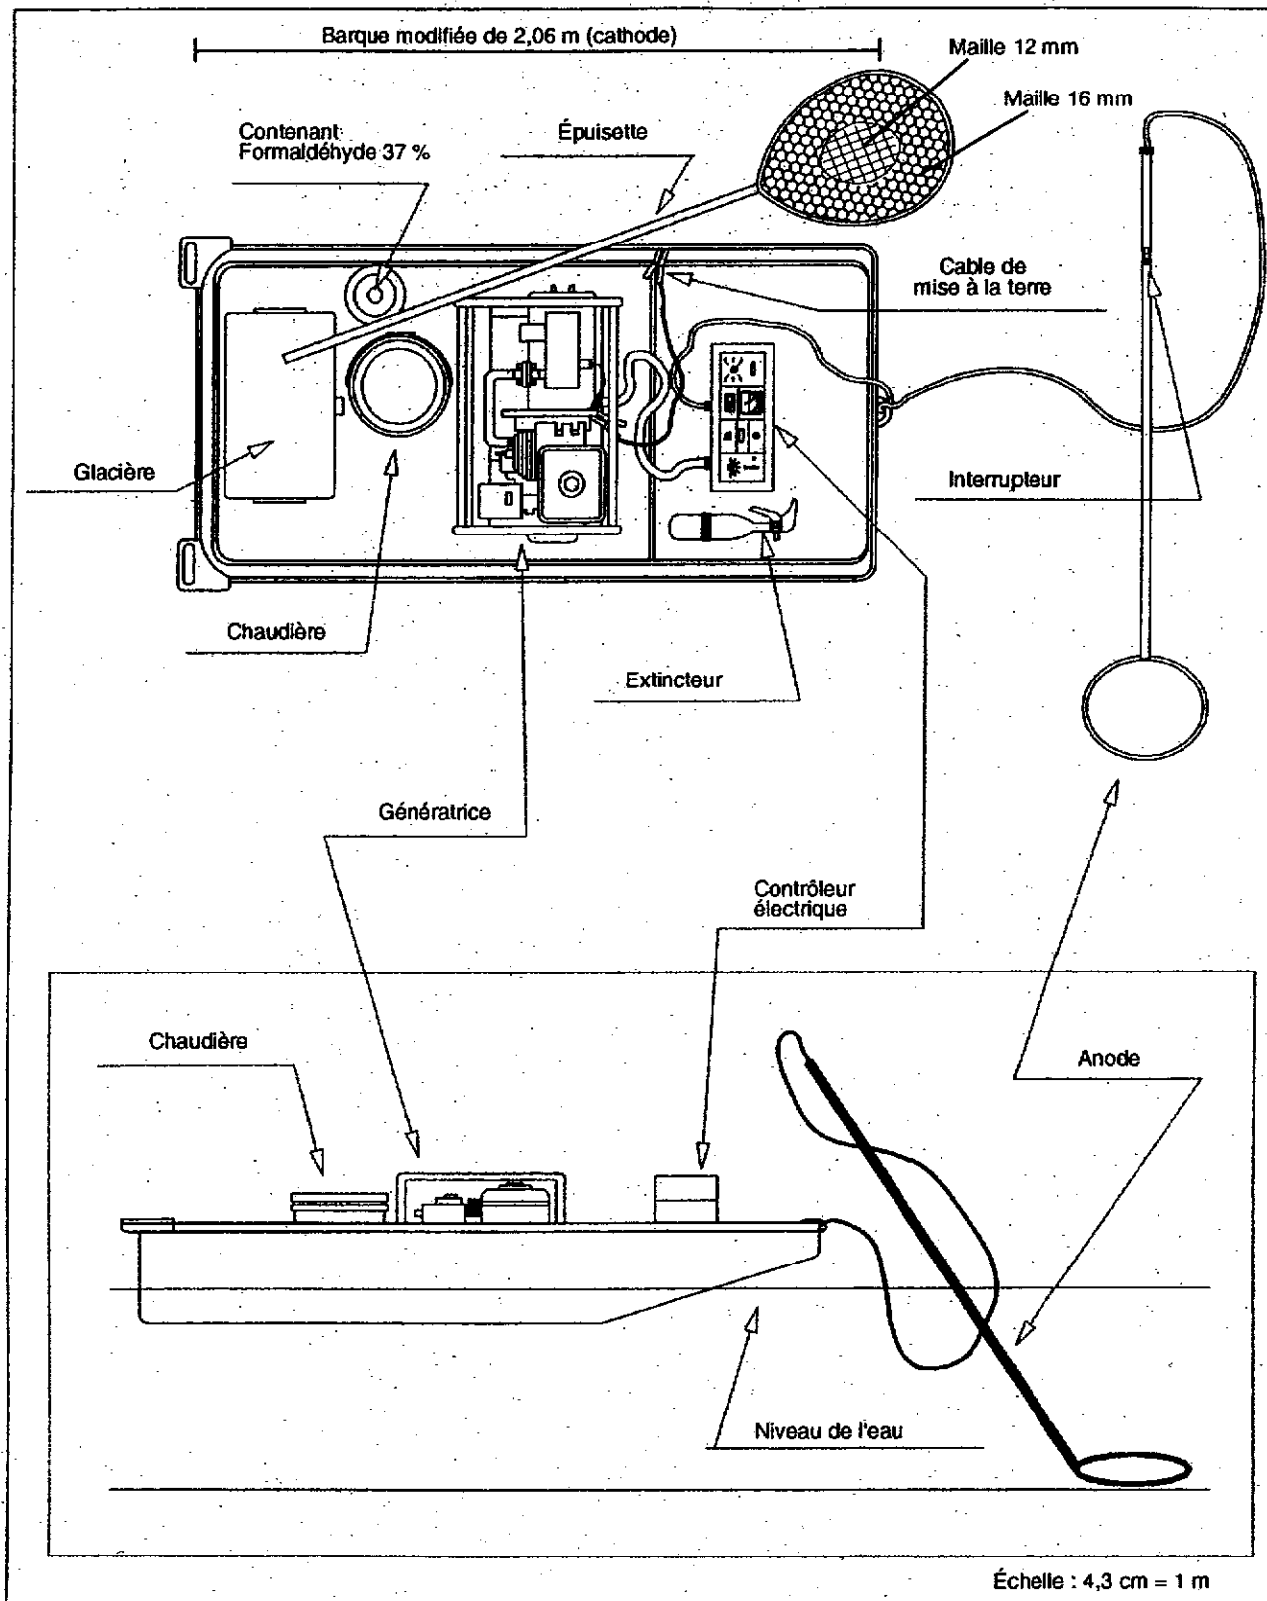 Barque modifiée de 2,06 m (cathode)
Maille 12 mm
Maille 16 mm
Contenant
Formaldéhyde 37 %
Épuisette
Cable de
mise à la terre
Glacière
Interrupteur
Chaudière
Extincteur
Génératrice
Contrôleur
électrique
Chaudière
Anode
Niveau de l'eau
Échelle : 4,3 cm = 1 m